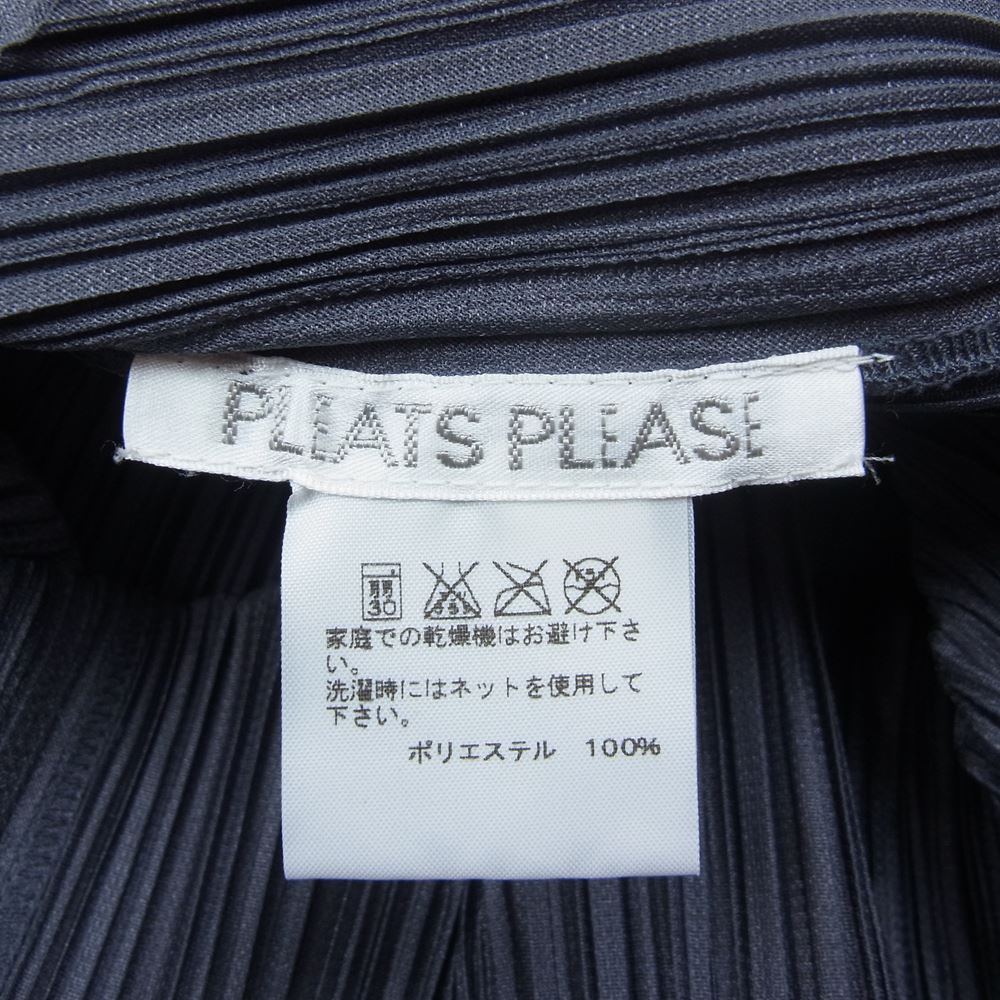 PLEATS PLEASE
弱
30
家庭での乾燥機はお避け下さ
い。
洗濯時にはネットを使用して
下さい。
ポリエステル 100%